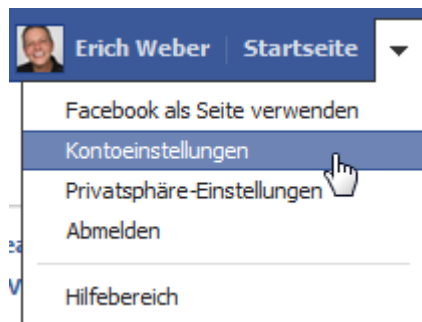 Erich Weber Startseite
Facebook als Seite verwenden
Kontoeinstellungen
Privatsphäre-Einstellungen
Abmelden
Hilfebereich